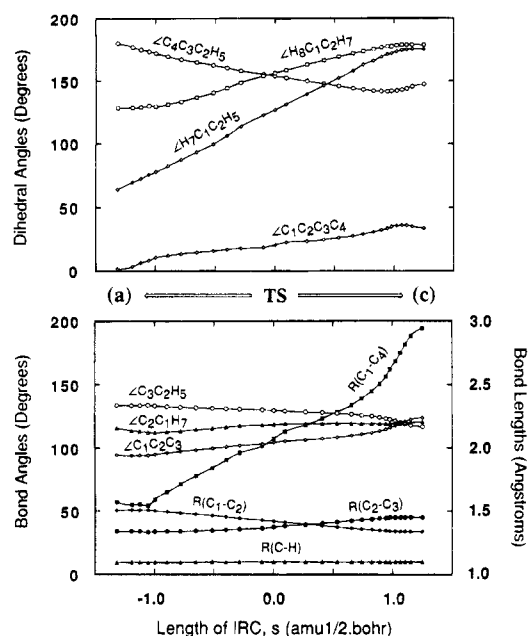 200
150
100
50
0
Dihedral Angles (Degrees)
∠C4C3C2H5
∠H8C1C2H7
∠H7C1C2H5
∠C1C2C3C4
(a) TS (c)
200
150
100
50
0
Bond Angles (Degrees)
3.0
2.5
2.0
1.5
1.0
Bond Lengths (Angstroms)
R(C1-C4)
∠C3C2H5
∠C2C1H7
∠C1C2C3
R(C1-C2)
R(C2-C3)
R(C-H)
-1.0 0.0 1.0
Length of IRC, s (amu1/2.bohr)